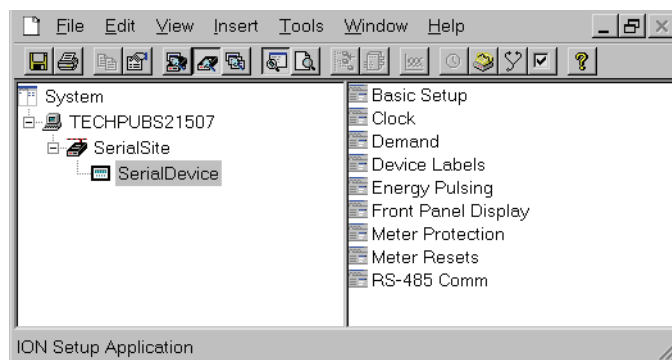 File Edit View Insert Tools Window Help
System
TECHPUBS21507
SerialSite
SerialDevice
Basic Setup
Clock
Demand
Device Labels
Energy Pulsing
Front Panel Display
Meter Protection
Meter Resets
RS-485 Comm
ION Setup Application